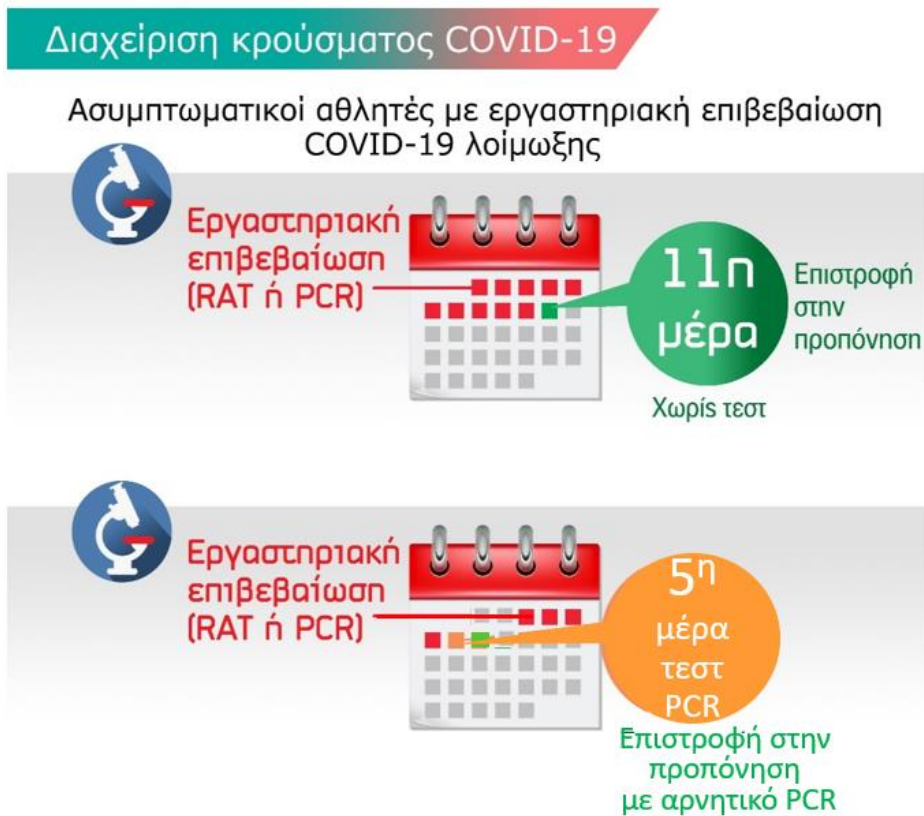 Διαχείριση κρούσματος COVID-19
Ασυμπτωματικοί αθλητές με εργαστηριακή επιβεβαίωση
COVID-19 λοίμωξης
Εργαστηριακή
επιβεβαίωση
(RAT ή PCR)
11η
μέρα
Επιστροφή
στην
προπόνηση
Χωρίς τεστ
Εργαστηριακή
επιβεβαίωση
(RAT ή PCR)
5η
μέρα
τεστ
PCR
Επιστροφή στην
προπόνηση
με αρνητικό PCR